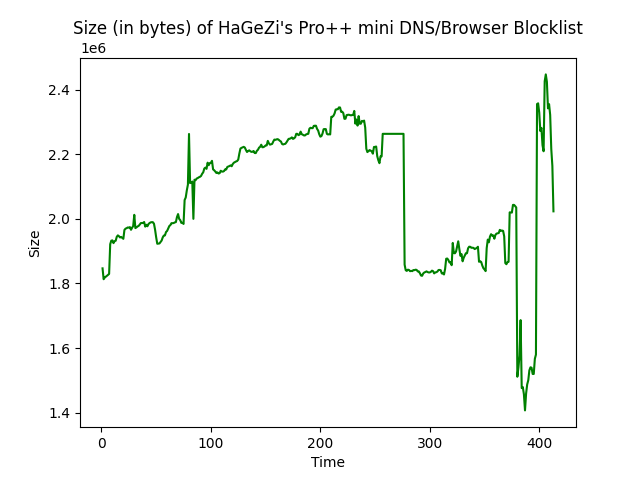 Size (in bytes) of HaGeZi's Pro++ mini DNS/Browser Blocklist
1e6
2.4
2.2
2.0
1.8
1.6
1.4
Size
0 100 200 300 400
Time